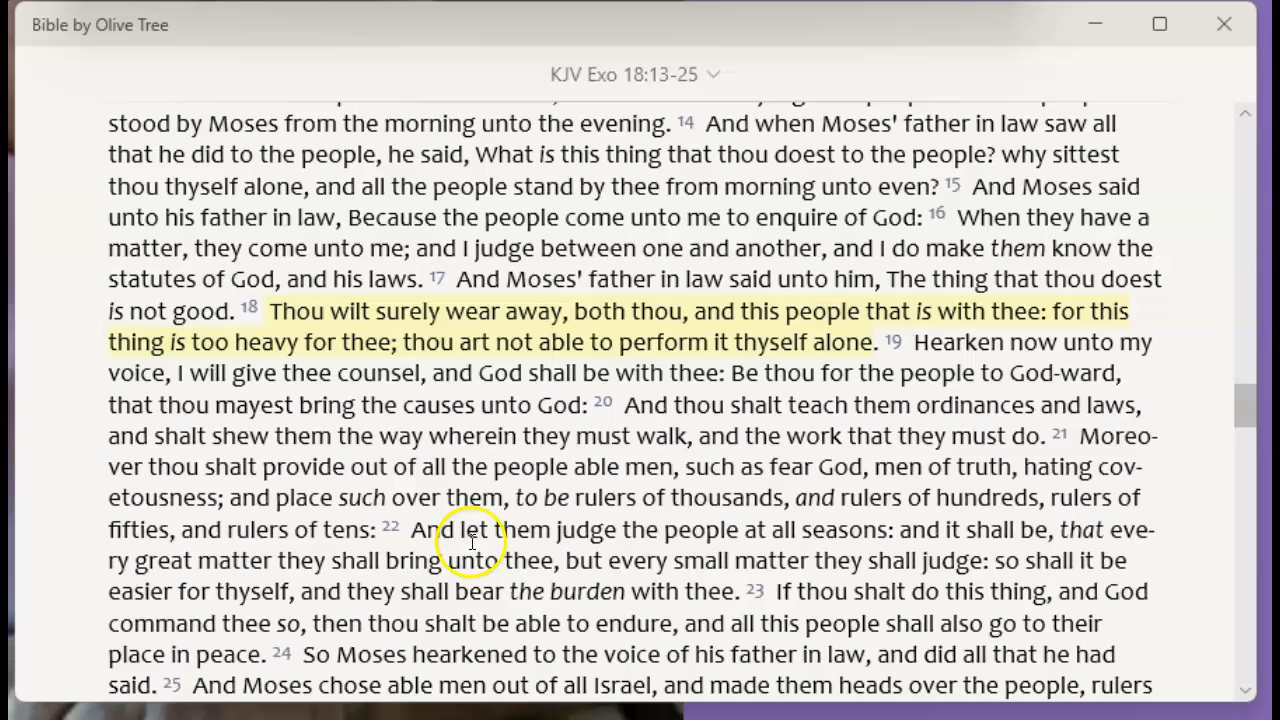 Bible by Olive Tree
KJV Exo 18:13-25
stood by Moses from the morning unto the evening. 14 And when Moses' father in law saw all
that he did to the people, he said, What is this thing that thou doest to the people? why sittest
thou thyself alone, and all the people stand by thee from morning unto even? 15 And Moses said
unto his father in law, Because the people come unto me to enquire of God: 16 When they have a
matter, they come unto me; and I judge between one and another, and I do make them know the
statutes of God, and his laws. 17 And Moses' father in law said unto him, The thing that thou doest
is not good. 18 Thou wilt surely wear away, both thou, and this people that is with thee: for this
thing is too heavy for thee; thou art not able to perform it thyself alone. 19 Hearken now unto my
voice, I will give thee counsel, and God shall be with thee: Be thou for the people to God-ward,
that thou mayest bring the causes unto God: 20 And thou shalt teach them ordinances and laws,
and shalt shew them the way wherein they must walk, and the work that they must do. 21 Moreo-
ver thou shalt provide out of all the people able men, such as fear God, men of truth, hating cov-
etousness; and place such over them, to be rulers of thousands, and rulers of hundreds, rulers of
fifties, and rulers of tens: 22 And let them judge the people at all seasons: and it shall be, that eve-
ry great matter they shall bring unto thee, but every small matter they shall judge: so shall it be
easier for thyself, and they shall bear the burden with thee. 23 If thou shalt do this thing, and God
command thee so, then thou shalt be able to endure, and all this people shall also go to their
place in peace. 24 So Moses hearkened to the voice of his father in law, and did all that he had
said. 25 And Moses chose able men out of all Israel, and made them heads over the people, rulers